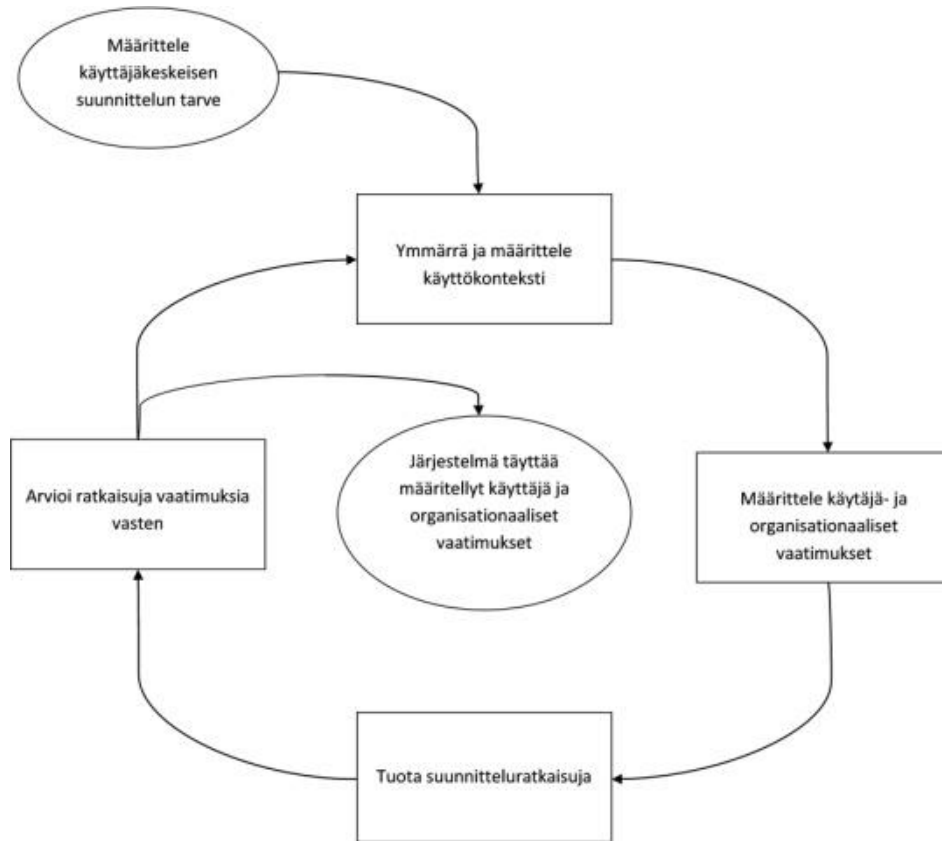 Määrittele
käyttäjäkeskeisen
suunnittelun tarve
Ymmärrä ja määrittele
käyttökonteksti
Arvioi ratkaisuja vaatimuksia
vasten
Järjestelmä täyttää
määritellyt käyttäjä ja
organisationaaliset
vaatimukset
Määrittele käytäjä- ja
organisationaaliset
vaatimukset
Tuota suunnitteluratkaisuja